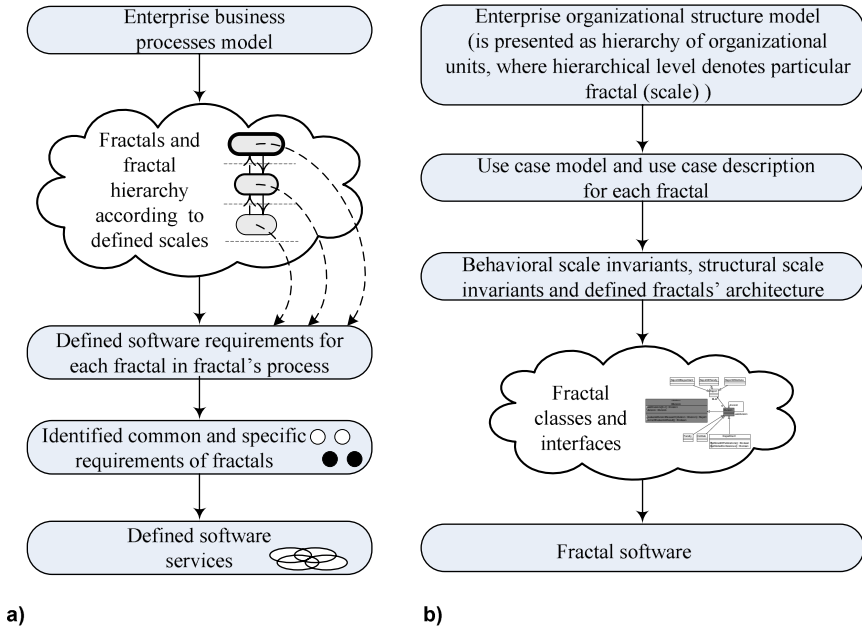 Enterprise business
processes model
Fractals and
fractal
hierarchy
according to
defined scales
Defined software requirements for
each fractal in fractal's process
Identified common and specific
requirements of fractals
Defined software
services
a)
Enterprise organizational structure model
(is presented as hierarchy of organizational
units, where hierarchical level denotes particular
fractal (scale) )
Use case model and use case description
for each fractal
Behavioral scale invariants, structural scale
invariants and defined fractals' architecture
Fractal
classes and
interfaces
Fractal software
b)